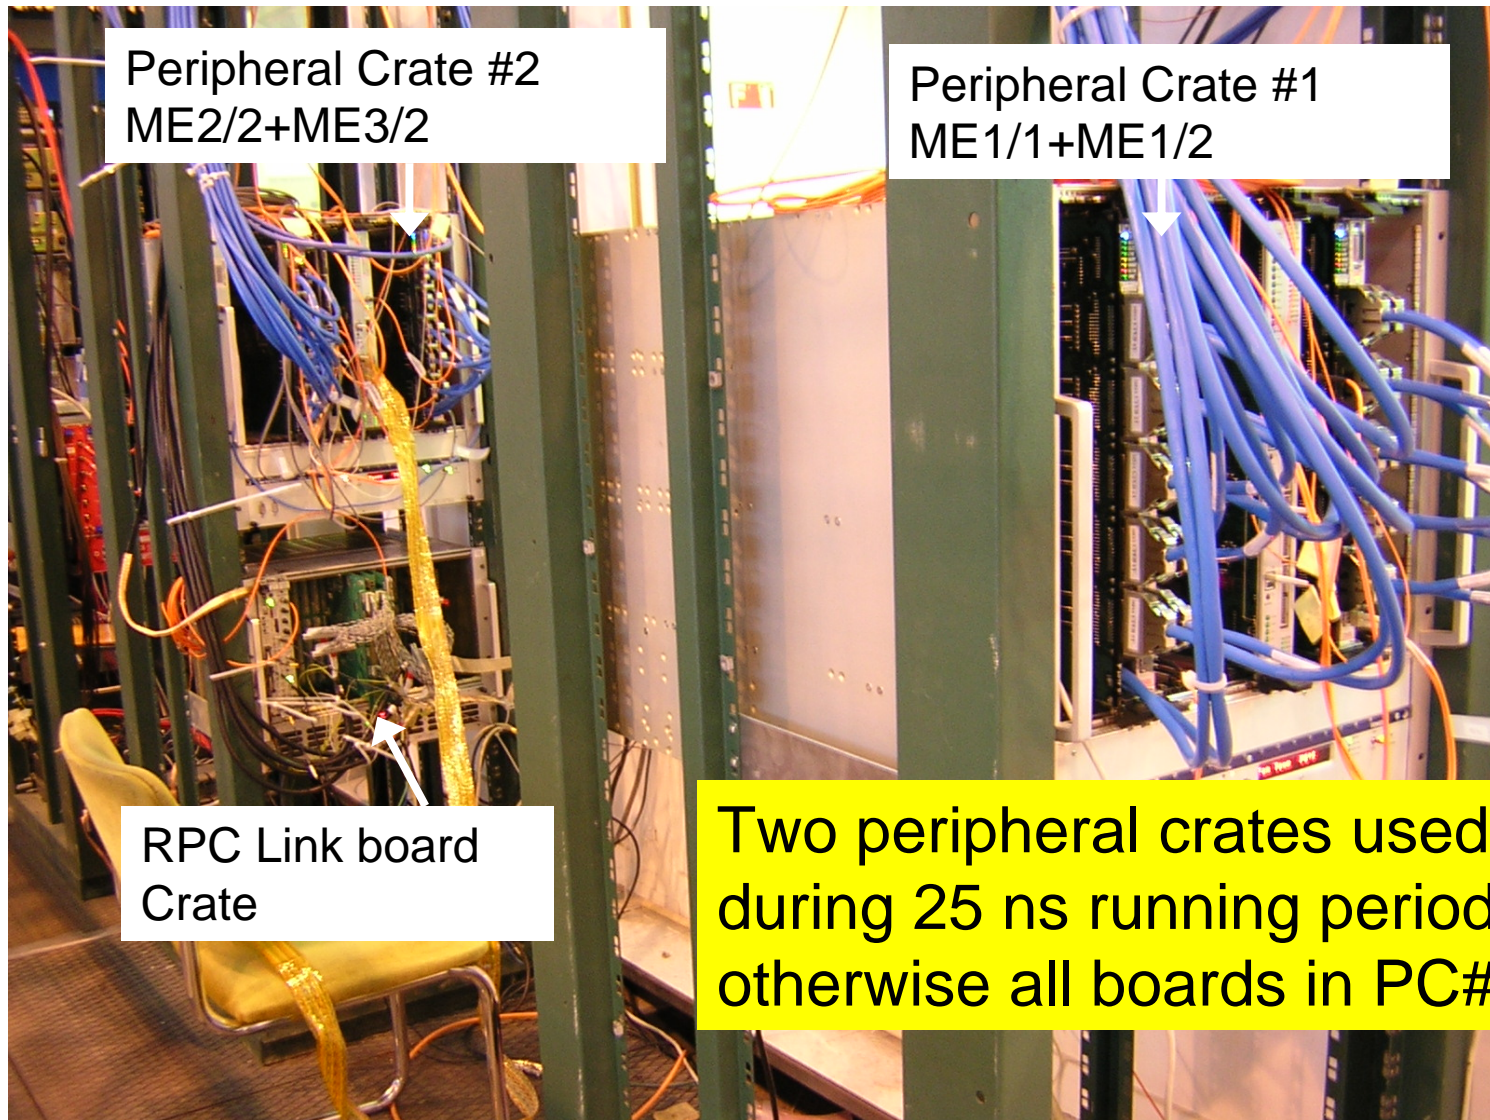 Peripheral Crate #2
ME2/2+ME3/2
Peripheral Crate #1
ME1/1+ME1/2
RPC Link board
Crate
Two peripheral crates used
during 25 ns running period
otherwise all boards in PC#